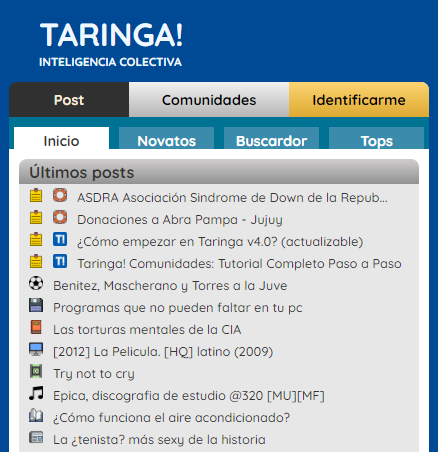 TARINGA!
INTELIGENCIA COLECTIVA
Post Comunidades Identificarme
Inicio Novatos Buscardor Tops
Últimos posts
ASDRA Asociación Sindrome de Down de la Repub...
Donaciones a Abra Pampa - Jujuy
TI ¿Cómo empezar en Taringa v4.0? (actualizable)
TI Taringa! Comunidades: Tutorial Completo Paso a Paso
Benitez, Mascherano y Torres a la Juve
Programas que no pueden faltar en tu pc
Las torturas mentales de la CIA
[2012] La Pelicula. [HQ] latino (2009)
Try not to cry
Epica, discografia de estudio @320 [MU][MF]
¿Cómo funciona el aire acondicionado?
La ¿tenista? más sexy de la historia